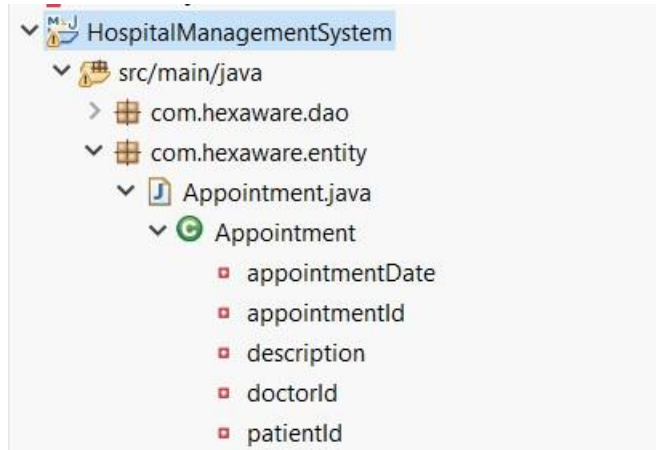 HospitalManagementSystem
src/main/java
com.hexaware.dao
com.hexaware.entity
Appointment.java
Appointment
appointmentDate
appointmentId
description
doctorId
patientId